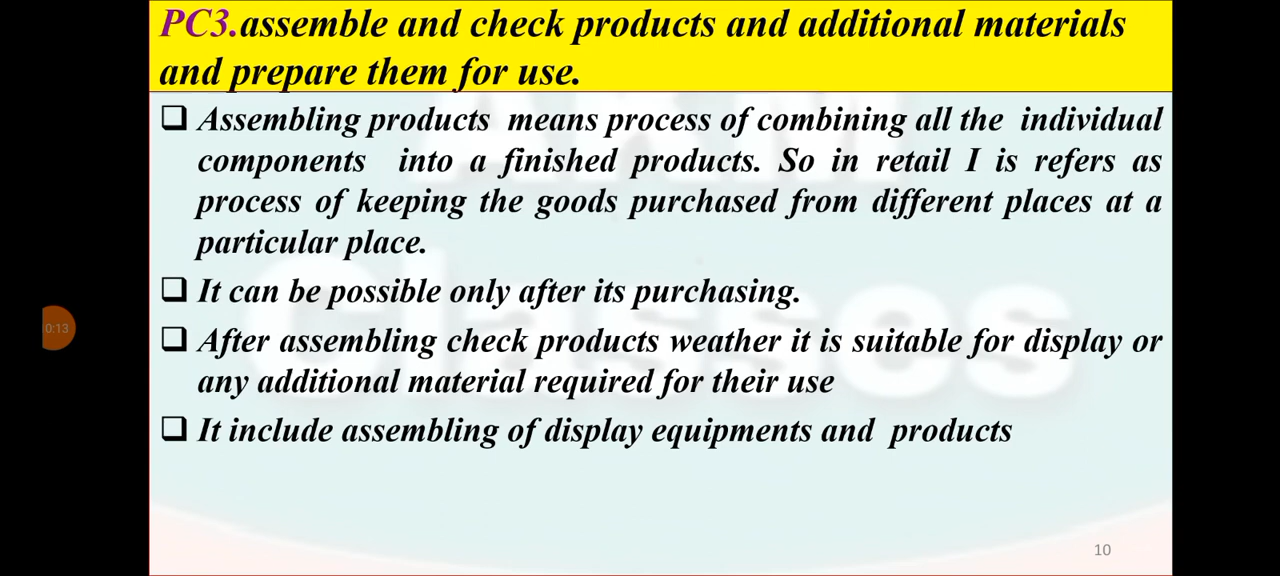 PC3.assemble and check products and additional materials
and prepare them for use.
Assembling products means process of combining all the individual
components into a finished products. So in retail I is refers as
process of keeping the goods purchased from different places at a
particular place.
It can be possible only after its purchasing.
After assembling check products weather it is suitable for display or
any additional material required for their use
It include assembling of display equipments and products
0:13
10